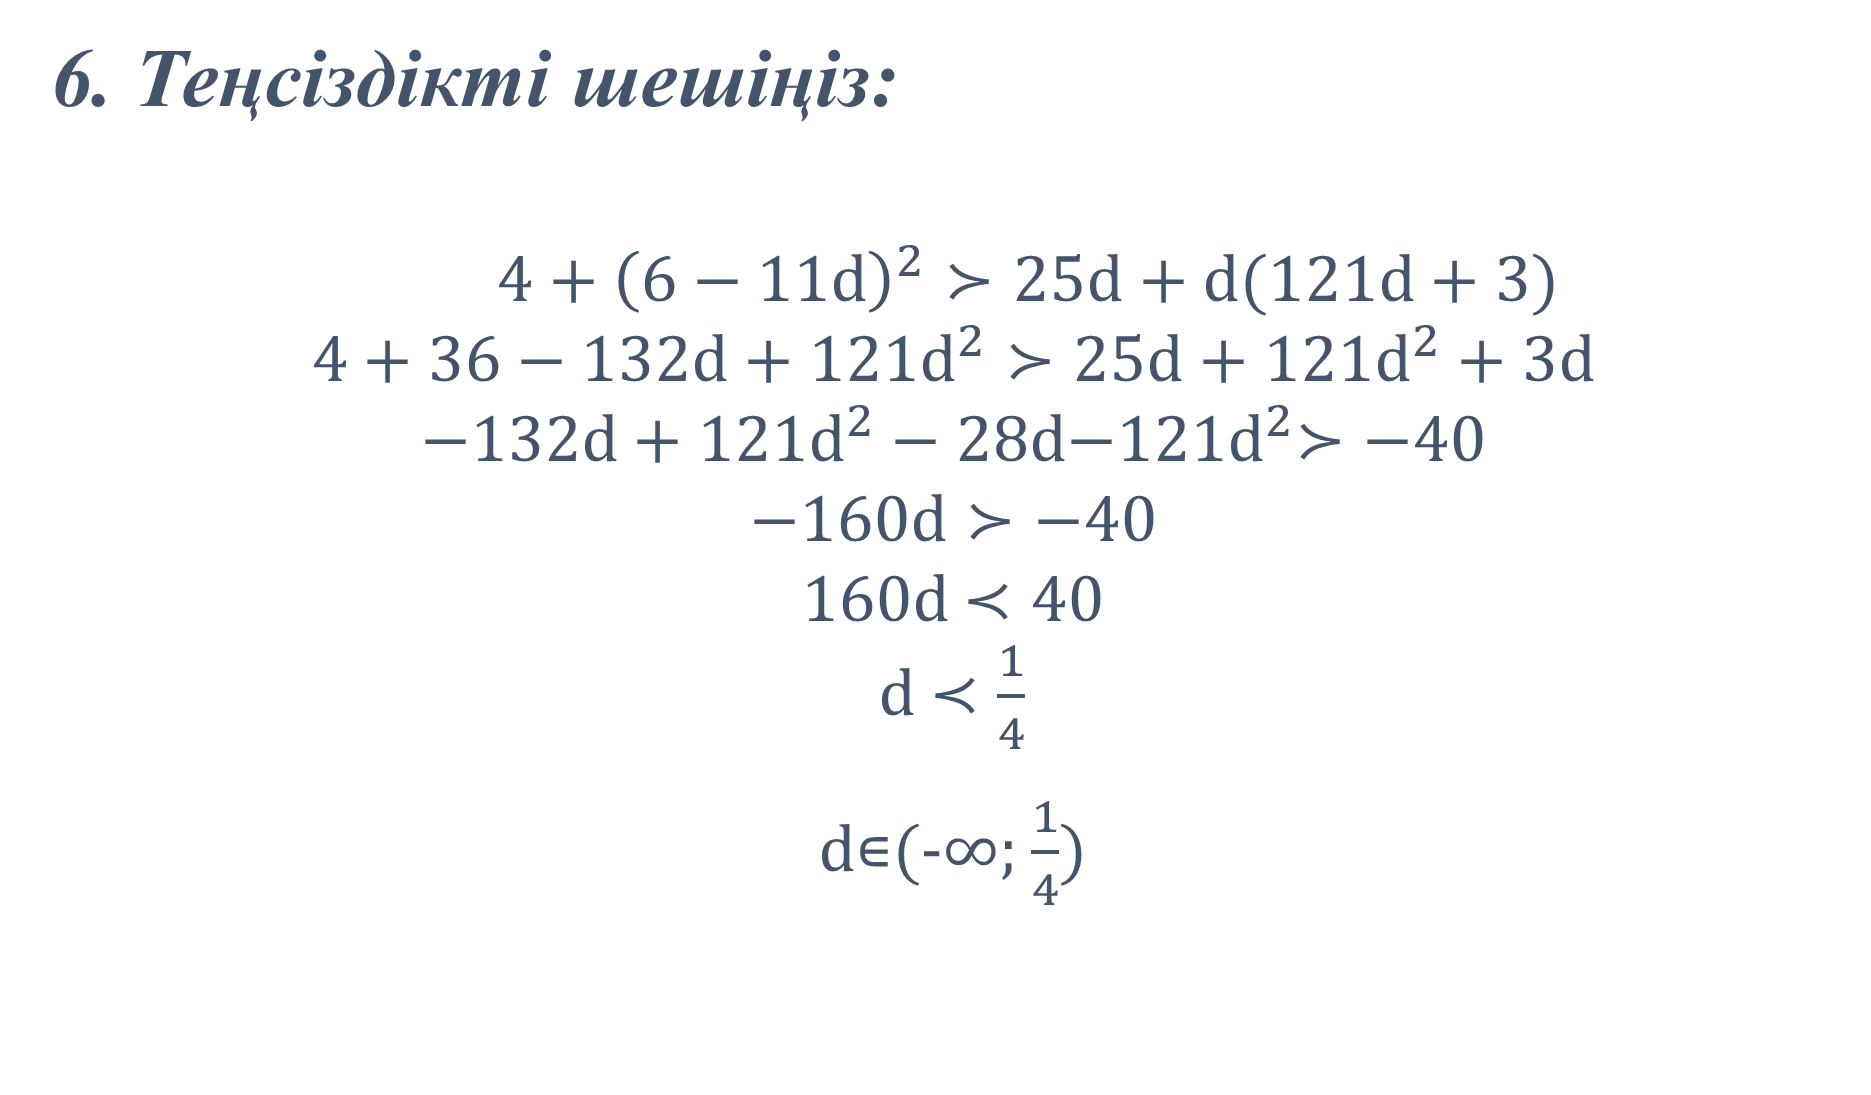 6. Теңсіздікті шешіңіз:
4 + (6 − 11d)² ≻ 25d + d(121d + 3)
4 + 36 − 132d + 121d² ≻ 25d + 121d² + 3d
−132d + 121d² − 28d−121d²≻ −40
−160d ≻ −40
160d ≺ 40
d ≺ 1/4
d∈(-∞; 1/4)